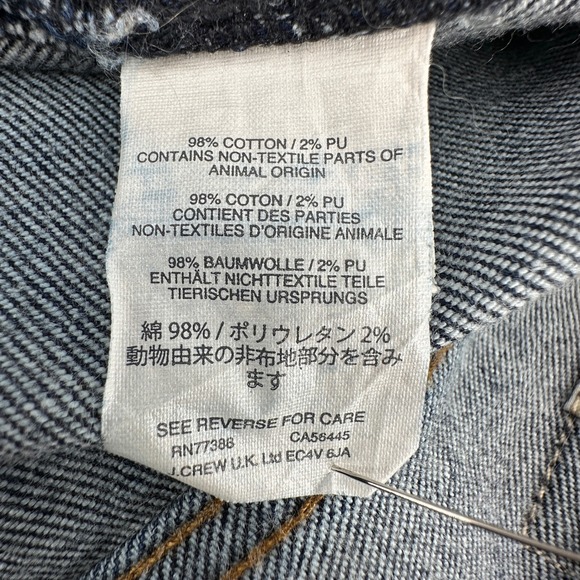 98% COTTON / 2% PU
CONTAINS NON-TEXTILE PARTS OF
ANIMAL ORIGIN
98% COTON / 2% PU
CONTIENT DES PARTIES
NON-TEXTILES D'ORIGINE ANIMALE
98% BAUMWOLLE / 2% PU
ENTHÄLT NICHTTEXTILE TEILE
TIERISCHEN URSPRUNGS
綿 98% / ポリウレタン 2%
動物由来の非布地部分を含み
ます
SEE REVERSE FOR CARE
RN77388 CA56445
J.CREW U.K. Ltd EC4V 6JA